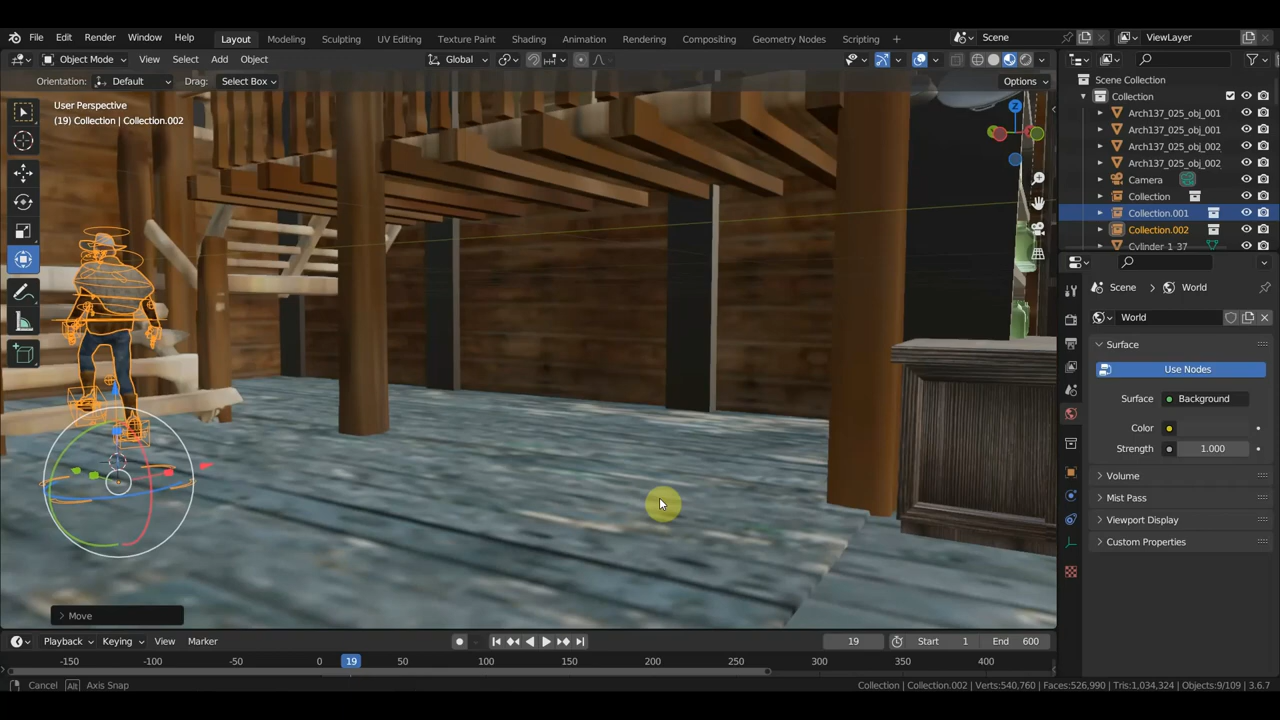 File Edit Render Window Help Layout Modeling Sculpting UV Editing Texture Paint Shading Animation Rendering Compositing Geometry Nodes Scripting + Scene ViewLayer
Object Mode View Select Add Object Global
Orientation: Default Drag: Select Box Options
User Perspective
(19) Collection | Collection.002
Z
Move
Scene Collection
Collection
Arch137_025_obj_001
Arch137_025_obj_001
Arch137_025_obj_002
Arch137_025_obj_002
Camera
Collection
Collection.001
Collection.002
Cylinder_1_37
Scene > World
World
Surface
Use Nodes
Surface Background
Color
Strength 1.000
Volume
Mist Pass
Viewport Display
Custom Properties
Playback Keying View Marker 19 Start 1 End 600
-150 -100 -50 0 19 50 100 150 200 250 300 350 400
Cancel Alt Axis Snap Collection | Collection.002 | Verts:540,760 | Faces:526,990 | Tris:1,034,324 | Objects:9/109 | 3.6.7